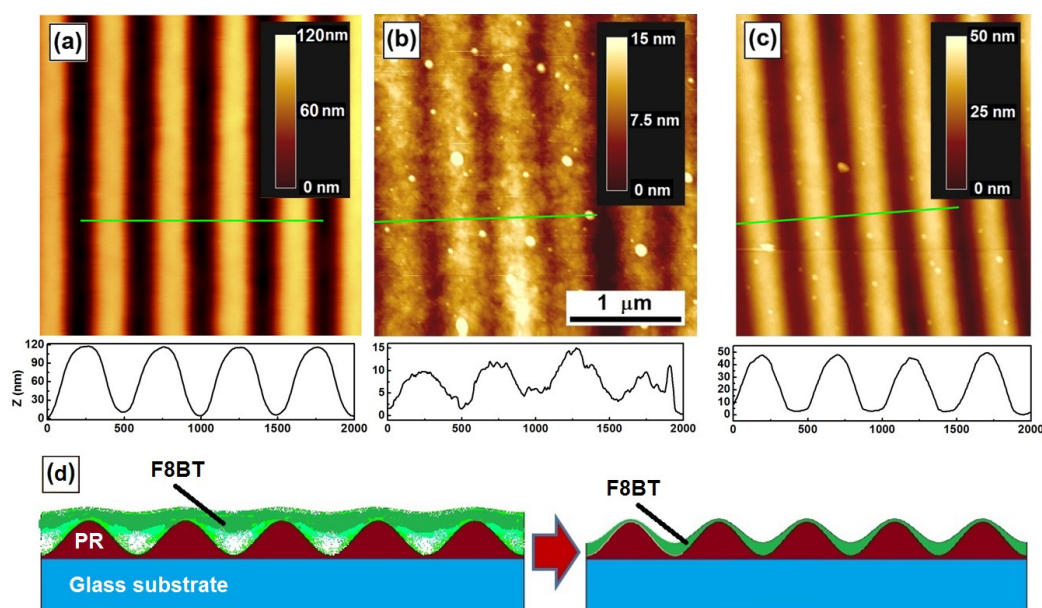 (a)
120nm
60 nm
0 nm
(b)
15 nm
7.5 nm
0 nm
1 μm
(c)
50 nm
25 nm
0 nm
Z (nm)
120
90
60
30
0
0 500 1000 1500 2000
15
10
5
0
0 500 1000 1500 2000
50
40
30
20
10
0
0 500 1000 1500 2000
(d)
F8BT
PR
Glass substrate
F8BT